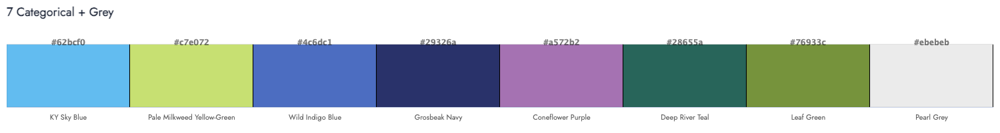 7 Categorical + Grey
#62bcf0 #c7e072 #4c6dc1 #29326a #a572b2 #28655a #76933c #ebebeb
KY Sky Blue Pale Milkweed Yellow-Green Wild Indigo Blue Grosbeak Navy Coneflower Purple Deep River Teal Leaf Green Pearl Grey